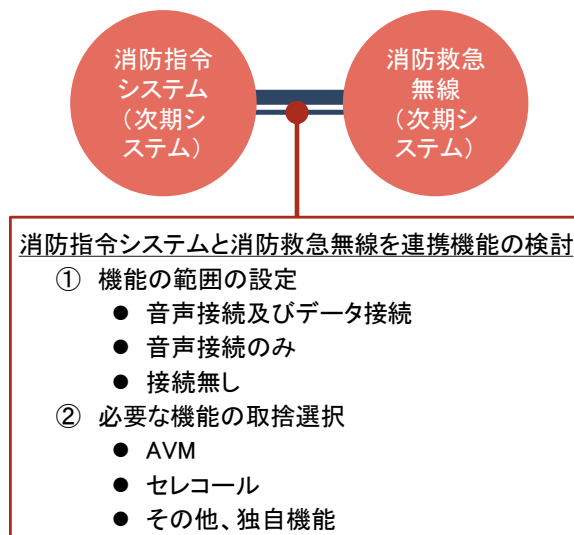 消防指令
システム
（次期シ
ステム）
消防救急
無線
（次期シ
ステム）
消防指令システムと消防救急無線を連携機能の検討
① 機能の範囲の設定
● 音声接続及びデータ接続
● 音声接続のみ
● 接続無し
② 必要な機能の取捨選択
● AVM
● セレコール
● その他、独自機能